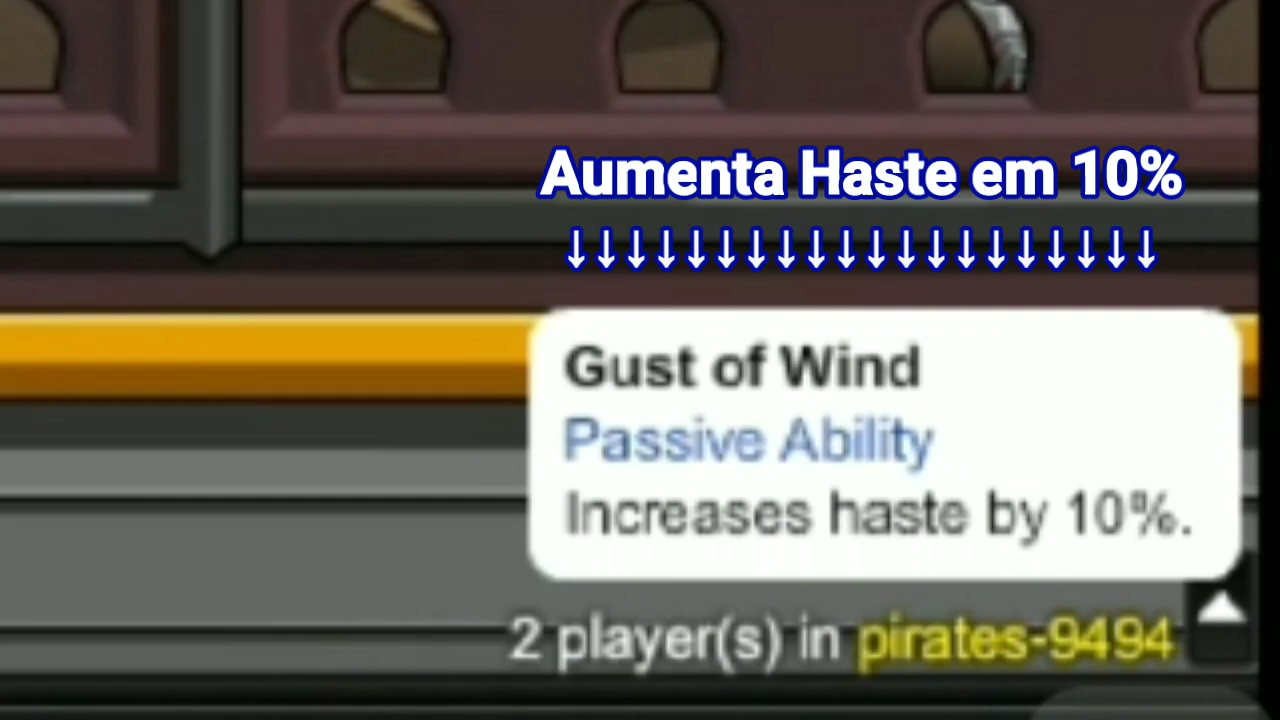 Aumenta Haste em 10%
↓↓↓↓↓↓↓↓↓↓↓↓↓↓↓↓↓↓↓↓
Gust of Wind
Passive Ability
Increases haste by 10%.
2 player(s) in pirates-9494